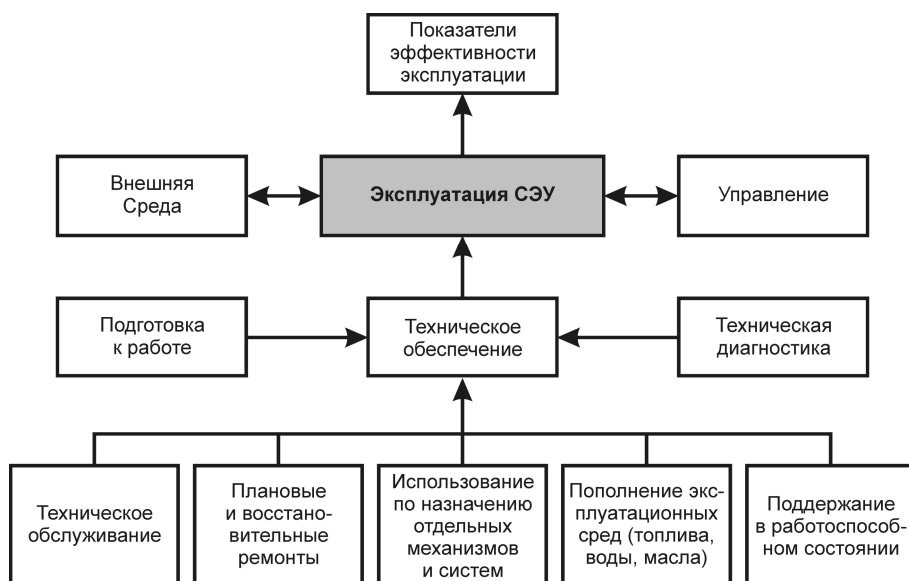 Показатели
эффективности
эксплуатации
Внешняя
Среда
Эксплуатация СЭУ
Управление
Подготовка
к работе
Техническое
обеспечение
Техническая
диагностика
Техническое
обслуживание
Плановые
и восстано-
вительные
ремонты
Использование
по назначению
отдельных
механизмов
и систем
Пополнение экс-
плуатационных
сред (топлива,
воды, масла)
Поддержание
в работоспособ-
ном состоянии